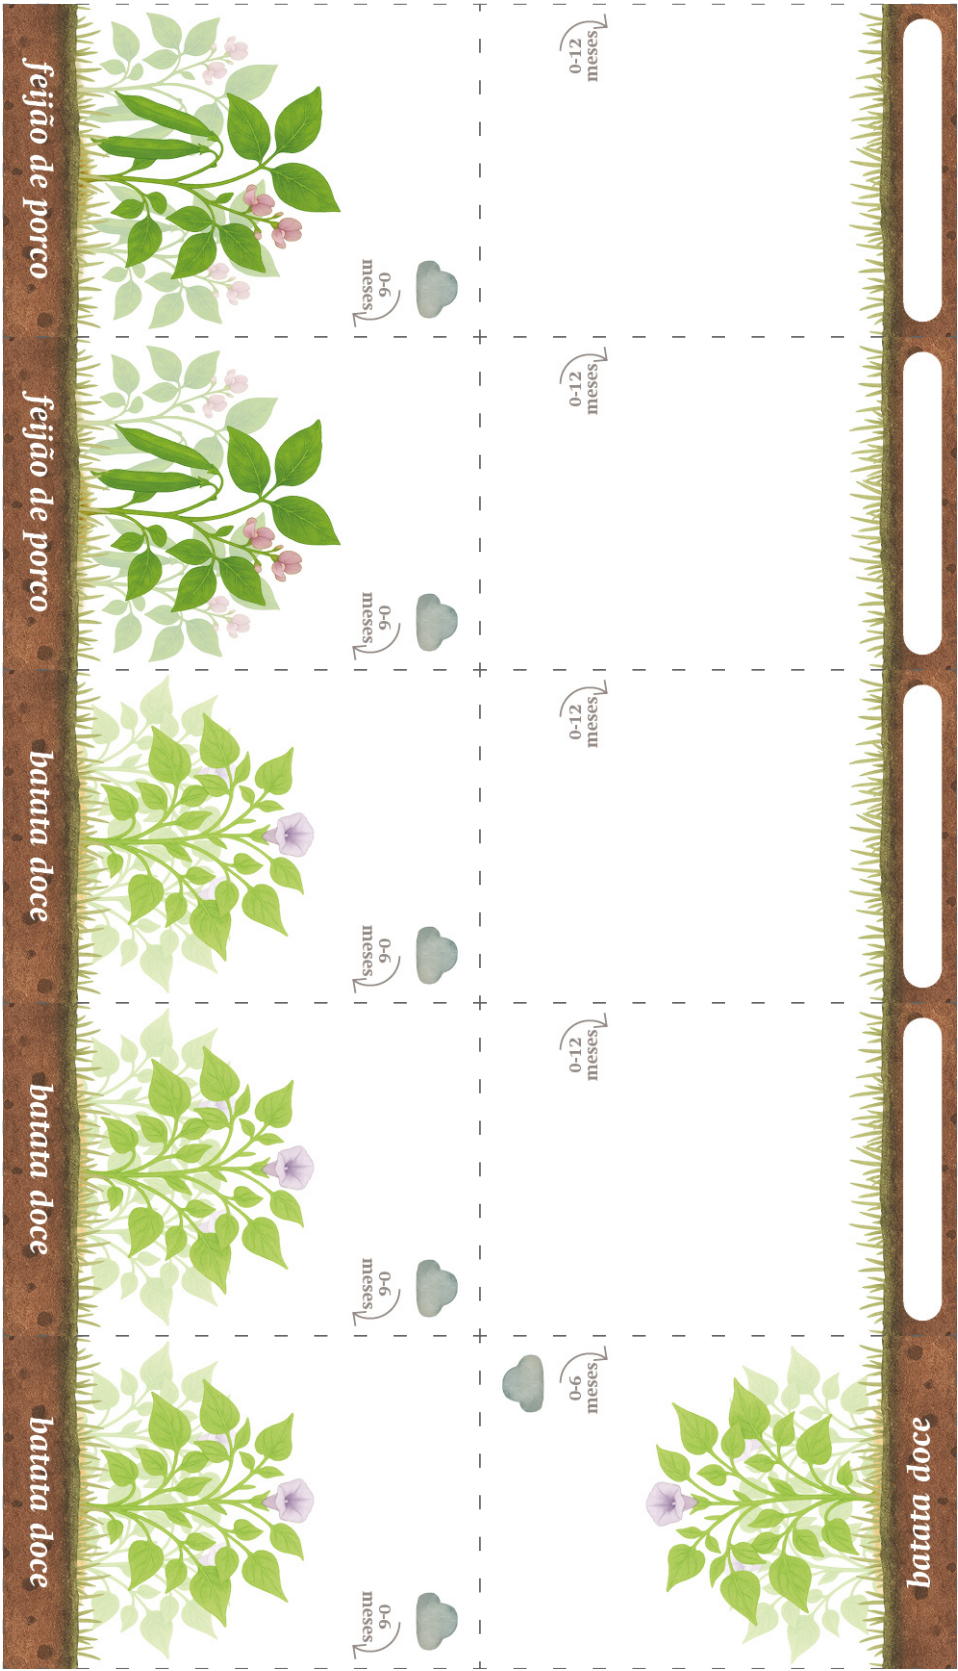 feijão de porco
0-6
meses
0-12
meses
feijão de porco
0-6
meses
0-12
meses
batata doce
0-6
meses
0-12
meses
batata doce
0-6
meses
0-12
meses
batata doce
0-6
meses
0-6
meses
batata doce